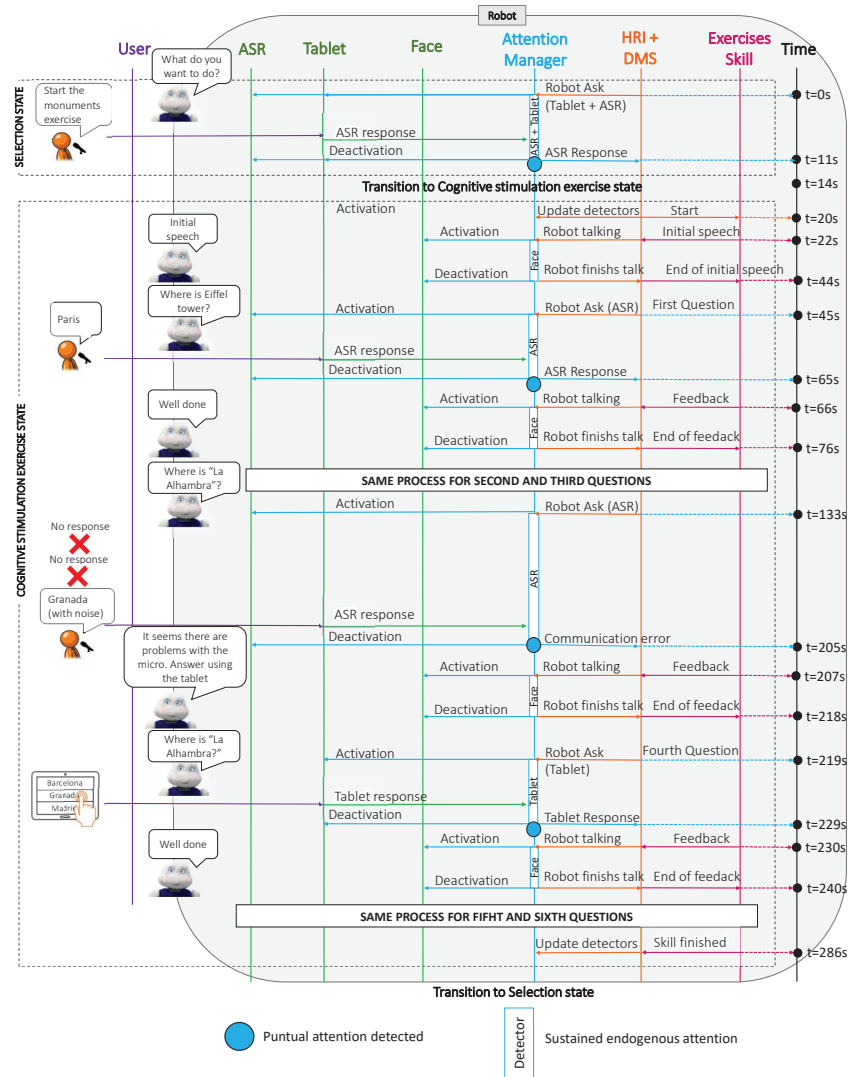 Robot
User
ASR
Tablet
Face
Attention
Manager
HRI +
DMS
Exercises
Skill
Time
SELECTION STATE
What do you
want to do?
Robot Ask
(Tablet + ASR)
t=0s
Start the
monuments
exercise
ASR + Tablet
ASR response
Deactivation
ASR Response
t=11s
Transition to Cognitive stimulation exercise state
t=14s
COGNITIVE STIMULATION EXERCISE STATE
Activation
Update detectors
Start
t=20s
Initial
speech
Activation
Robot talking
Initial speech
t=22s
Face
Deactivation
Robot finishs talk
End of initial speech
t=44s
Where is Eiffel
tower?
Activation
Robot Ask (ASR)
First Question
t=45s
Paris
ASR
ASR response
Deactivation
ASR Response
t=65s
Well done
Activation
Robot talking
Feedback
t=66s
Face
Deactivation
Robot finishs talk
End of feedack
t=76s
Where is “La
Alhambra”?
SAME PROCESS FOR SECOND AND THIRD QUESTIONS
Activation
Robot Ask (ASR)
t=133s
No response
No response
ASR
Granada
(with noise)
ASR response
Deactivation
Communication error
t=205s
It seems there are
problems with the
micro. Answer using
the tablet
Activation
Robot talking
Feedback
t=207s
Face
Deactivation
Robot finishs talk
End of feedack
t=218s
Where is “La
Alhambra?”
Activation
Robot Ask
(Tablet)
Fourth Question
t=219s
Barcelona
Granada
Madrid
Tablet
Tablet response
Deactivation
Tablet Response
t=229s
Well done
Activation
Robot talking
Feedback
t=230s
Face
Deactivation
Robot finishs talk
End of feedack
t=240s
SAME PROCESS FOR FIFHT AND SIXTH QUESTIONS
Update detectors
Skill finished
t=286s
Transition to Selection state
Puntual attention detected
Detector
Sustained endogenous attention